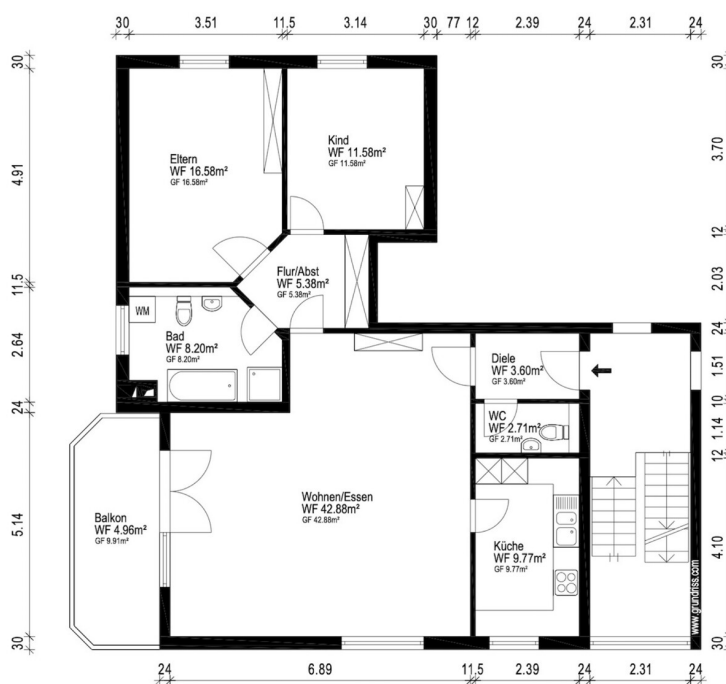 30 3.51 11.5 3.14 30 77 12 2.39 24 2.31 24
30
4.91
11.5
2.64
24
5.14
30
30
3.70
12
2.03
24
1.51
10
1.14
12
4.10
30
Eltern
WF 16.58m²
GF 16.58m²
Kind
WF 11.58m²
GF 11.58m²
Flur/Abst
WF 5.38m²
GF 5.38m²
WM
Bad
WF 8.20m²
GF 8.20m²
Diele
WF 3.60m²
GF 3.60m²
WC
WF 2.71m²
GF 2.71m²
Wohnen/Essen
WF 42.88m²
GF 42.88m²
Balkon
WF 4.96m²
GF 9.91m²
Küche
WF 9.77m²
GF 9.77m²
www.grundriss.com
24 6.89 11.5 2.39 24 2.31 24